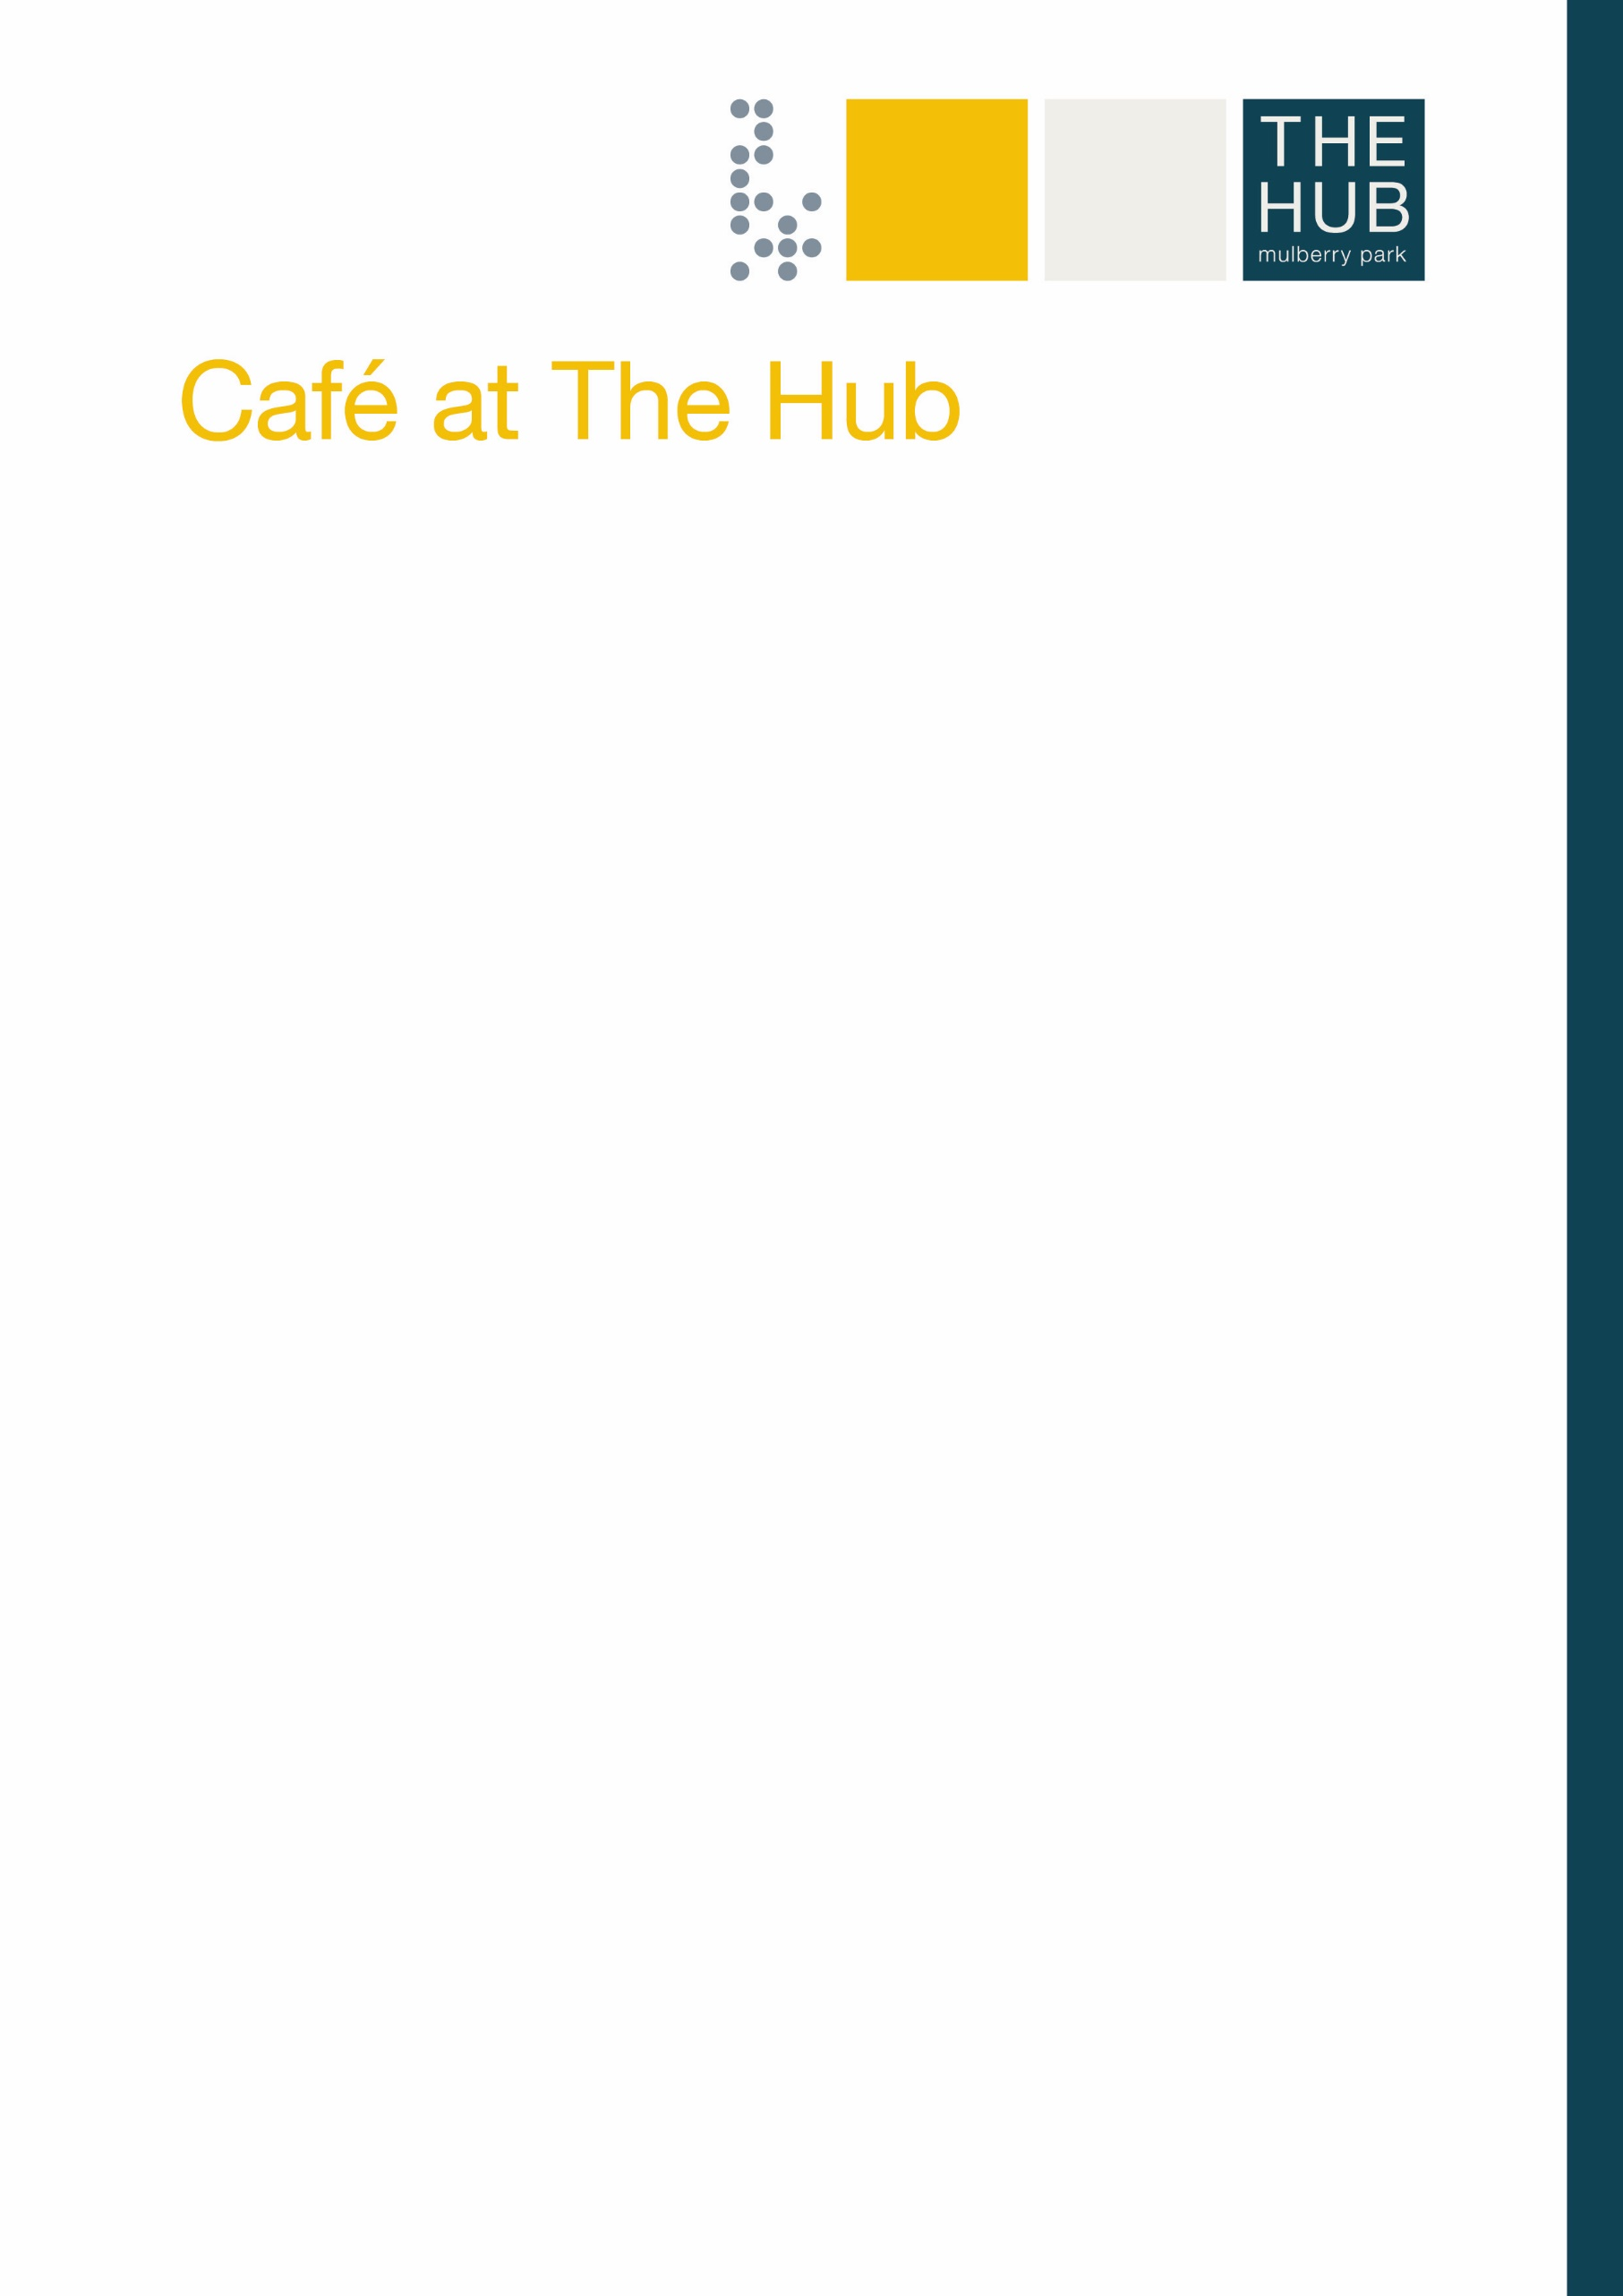 THE
HUB
mulberry park
Café at The Hub